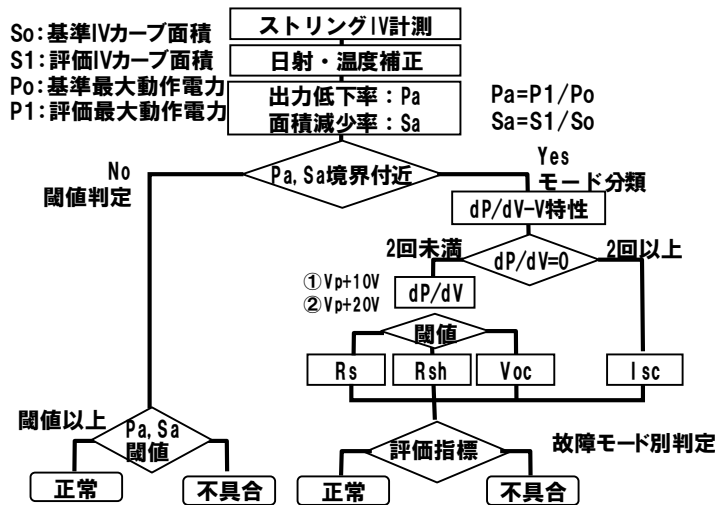 So:基準IVカーブ面積
S1:評価IVカーブ面積
Po:基準最大動作電力
P1:評価最大動作電力
ストリングIV計測
日射・温度補正
出力低下率：Pa
面積減少率：Sa
Pa=P1/Po
Sa=S1/So
Pa,Sa境界付近
No
閾値判定
Yes
モード分類
dP/dV-V特性
2回未満
dP/dV=0
2回以上
①Vp+10V
②Vp+20V
dP/dV
閾値
Rs
Rsh
Voc
Isc
閾値以上
Pa,Sa
閾値
正常
不具合
評価指標
故障モード別判定
正常
不具合